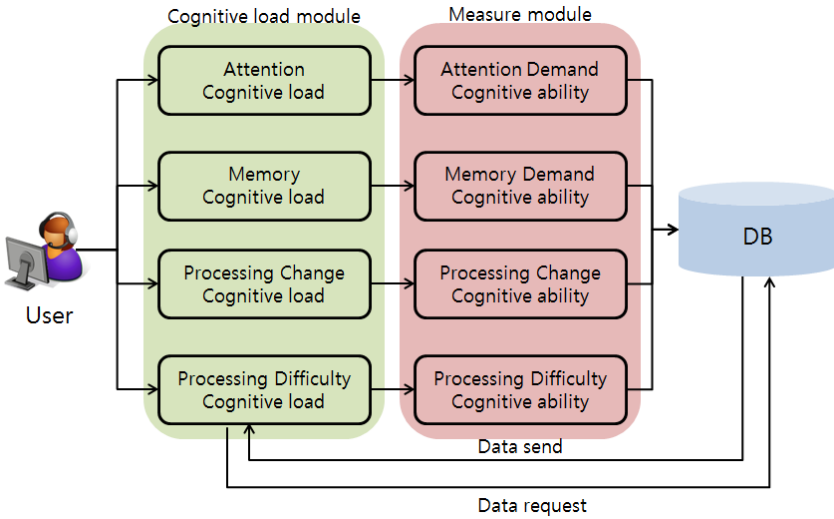 Cognitive load module
Measure module
Attention
Cognitive load
Attention Demand
Cognitive ability
Memory
Cognitive load
Memory Demand
Cognitive ability
DB
User
Processing Change
Cognitive load
Processing Change
Cognitive ability
Processing Difficulty
Cognitive load
Processing Difficulty
Cognitive ability
Data send
Data request